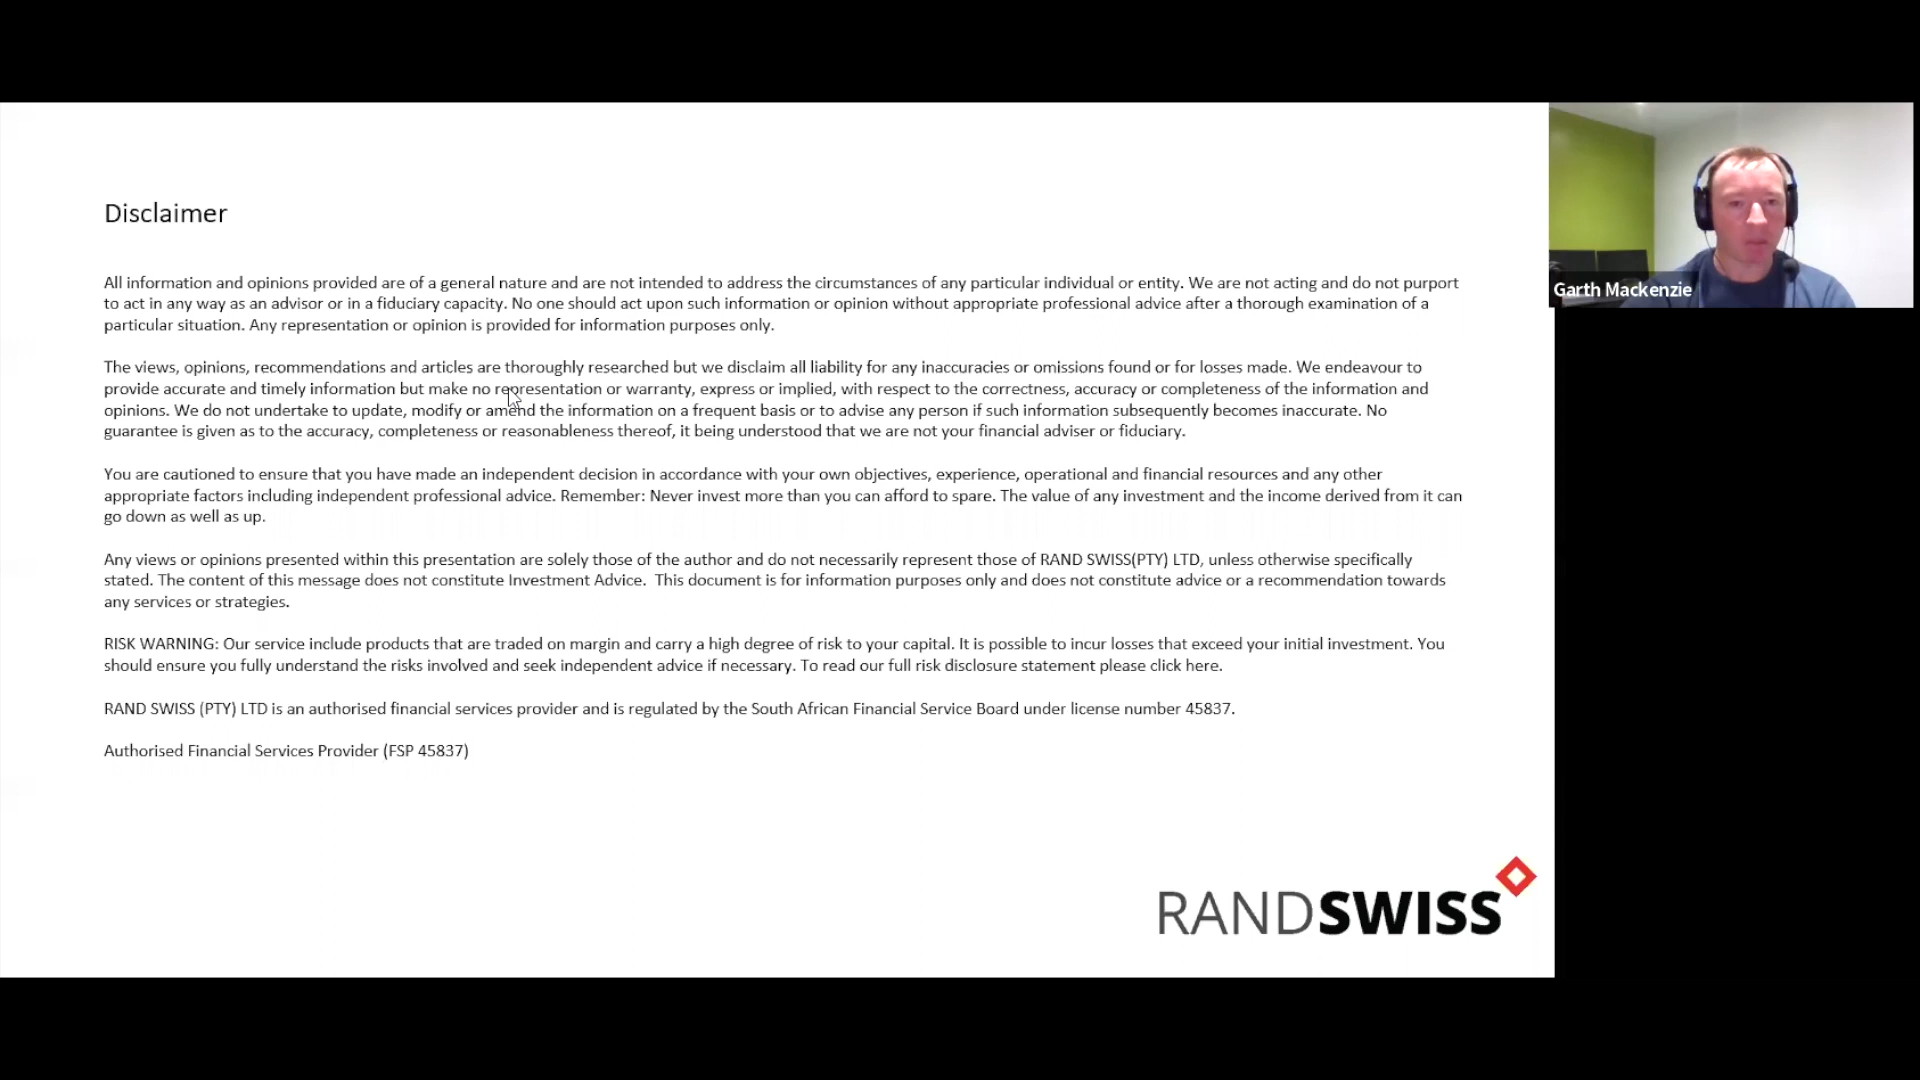 Disclaimer
All information and opinions provided are of a general nature and are not intended to address the circumstances of any particular individual or entity. We are not acting and do not purport
to act in any way as an advisor or in a fiduciary capacity. No one should act upon such information or opinion without appropriate professional advice after a thorough examination of a
particular situation. Any representation or opinion is provided for information purposes only.
The views, opinions, recommendations and articles are thoroughly researched but we disclaim all liability for any inaccuracies or omissions found or for losses made. We endeavour to
provide accurate and timely information but make no representation or warranty, express or implied, with respect to the correctness, accuracy or completeness of the information and
opinions. We do not undertake to update, modify or amend the information on a frequent basis or to advise any person if such information subsequently becomes inaccurate. No
guarantee is given as to the accuracy, completeness or reasonableness thereof, it being understood that we are not your financial adviser or fiduciary.
You are cautioned to ensure that you have made an independent decision in accordance with your own objectives, experience, operational and financial resources and any other
appropriate factors including independent professional advice. Remember: Never invest more than you can afford to spare. The value of any investment and the income derived from it can
go down as well as up.
Any views or opinions presented within this presentation are solely those of the author and do not necessarily represent those of RAND SWISS(PTY) LTD, unless otherwise specifically
stated. The content of this message does not constitute Investment Advice.  This document is for information purposes only and does not constitute advice or a recommendation towards
any services or strategies.
RISK WARNING: Our service include products that are traded on margin and carry a high degree of risk to your capital. It is possible to incur losses that exceed your initial investment. You
should ensure you fully understand the risks involved and seek independent advice if necessary. To read our full risk disclosure statement please click here.
RAND SWISS (PTY) LTD is an authorised financial services provider and is regulated by the South African Financial Service Board under license number 45837.
Authorised Financial Services Provider (FSP 45837)
RANDSWISS
Garth Mackenzie